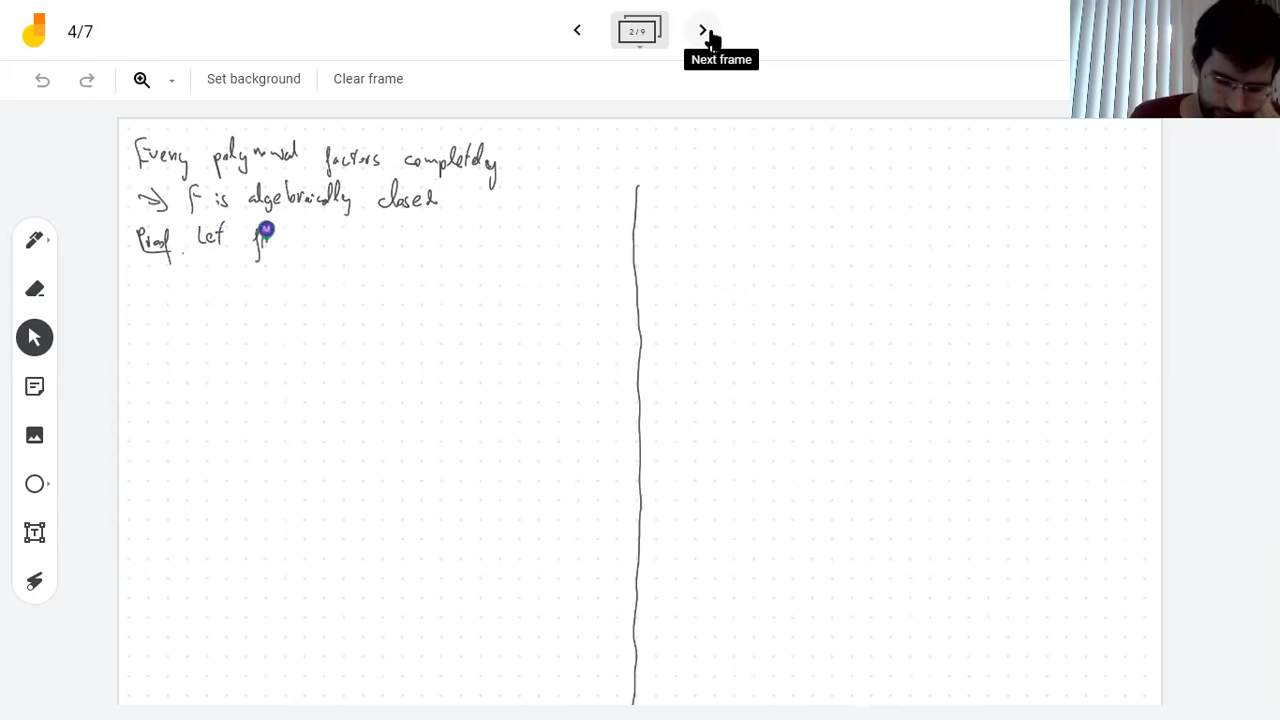 4/7
2 / 9
Next frame
Set background
Clear frame
Every polynomial factors completely
⇒ F is algebraically closed
Proof. Let f
M